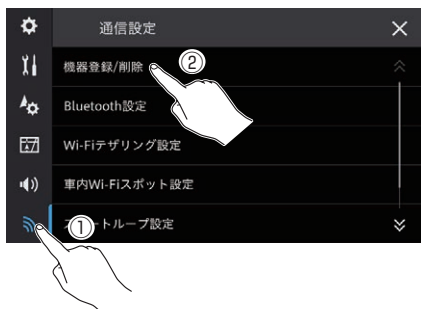 通信設定
機器登録/削除
②
Bluetooth設定
Wi-Fiテザリング設定
車内Wi-Fiスポット設定
①
トループ設定